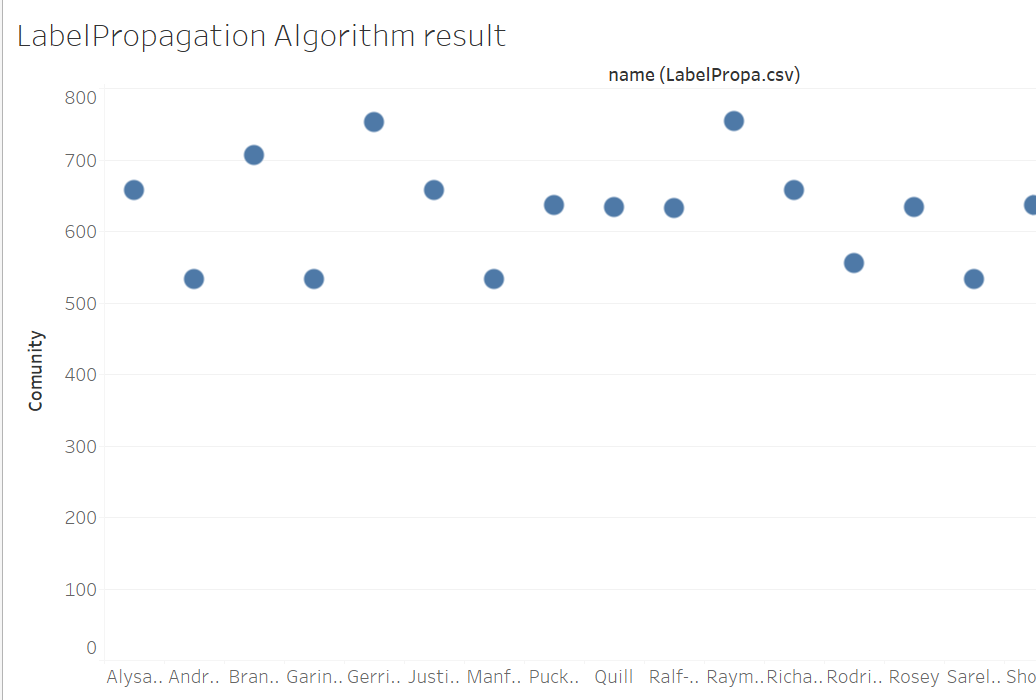 LabelPropagation Algorithm result
name (LabelPropa.csv)
800
700
600
500
400
300
200
100
0
Comunity
Alysa.. Andr.. Bran.. Garin.. Gerri.. Justi.. Manf.. Puck.. Quill Ralf-.. Raym.. Richa.. Rodri.. Rosey Sarel.. Sho